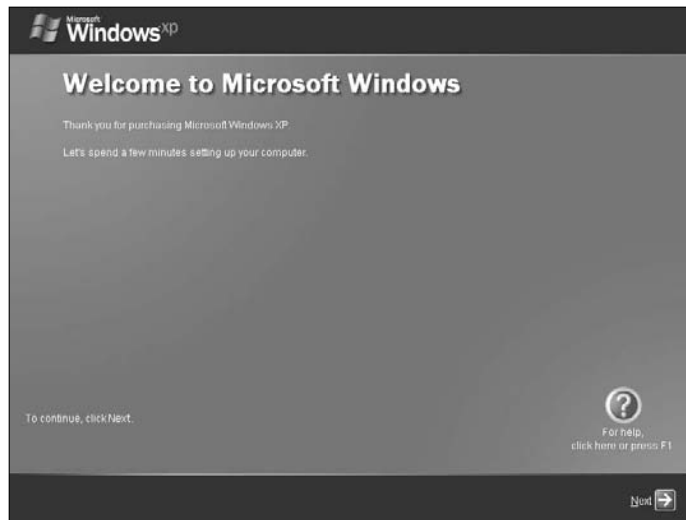 Microsoft
Windows xp
Welcome to Microsoft Windows
Thank you for purchasing Microsoft Windows XP.
Let's spend a few minutes setting up your computer.
To continue, click Next.
?
For help,
click here or press F1
Next